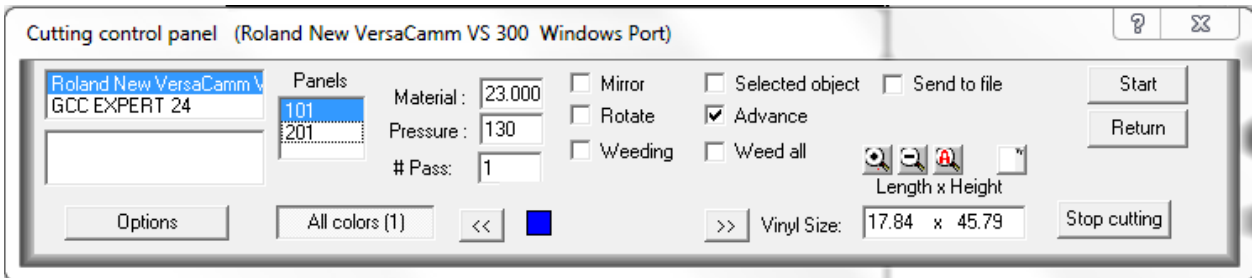 Cutting control panel (Roland New VersaCamm VS 300 Windows Port)
Roland New VersaCamm V
GCC EXPERT 24
Panels
101
201
Material : 23.000
Pressure : 130
# Pass: 1
Mirror
Rotate
Weeding
Selected object
Advance
Weed all
Send to file
A
Length x Height
Start
Return
Options
All colors (1)
<<
>>
Vinyl Size: 17.84 x 45.79
Stop cutting